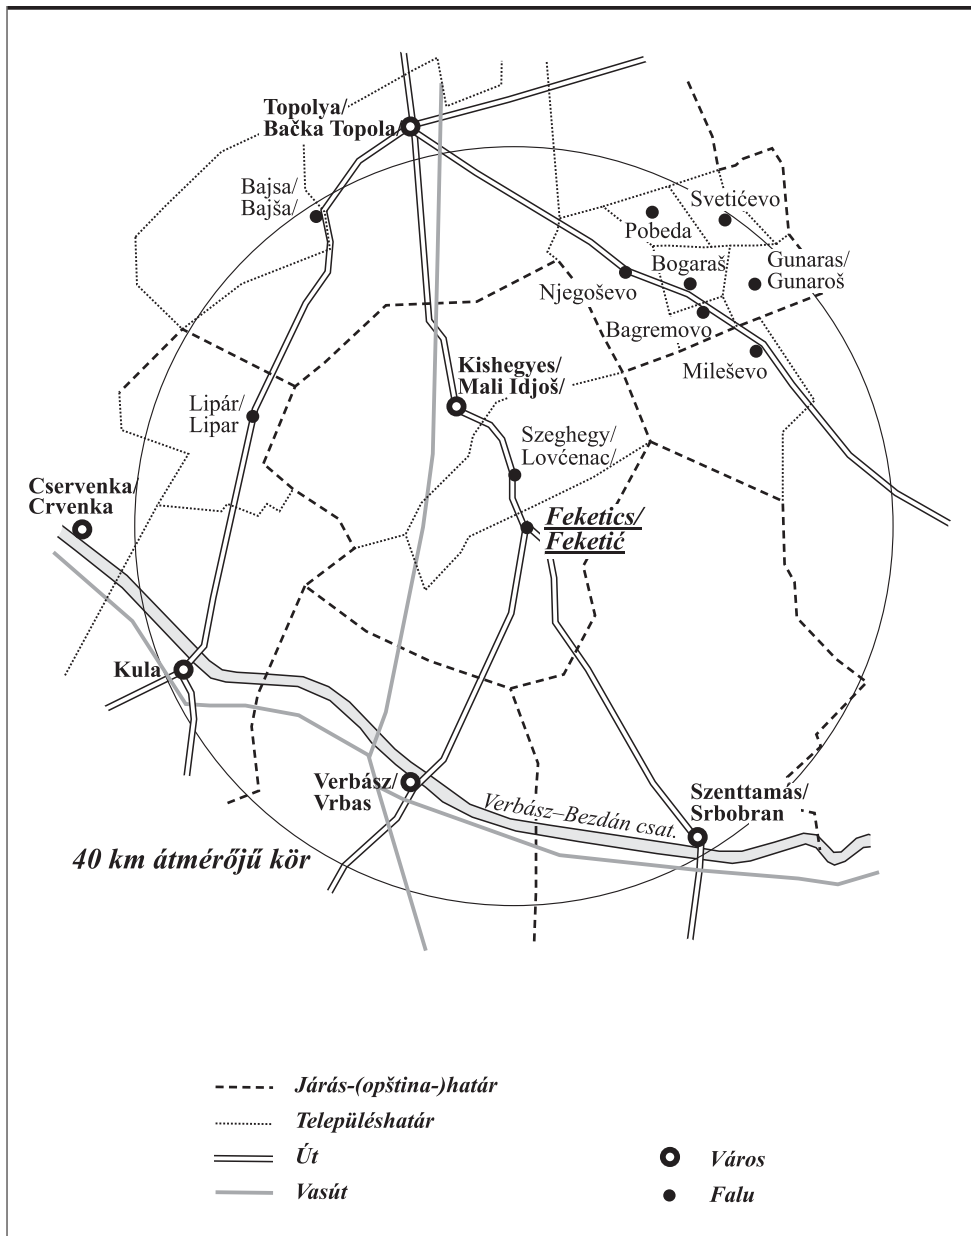 Topolya/
Bačka Topola/
Bajsa/
Bajša/
Svetićevo
Pobeda
Bogaraš
Gunaras/
Gunaroš
Njegoševo
Bagremovo
Mileševo
Kishegyes/
Mali Idjoš/
Lipár/
Lipar
Szeghegy/
Lovćenac/
Cservenka/
Crvenka
Feketics/
Feketić
Kula
Verbász/
Vrbas
Verbász–Bezdán csat.
Szenttamás/
Srbobran
40 km átmérőjű kör
Járás-(opština-)határ
Településhatár
Út
Vasút
Város
Falu